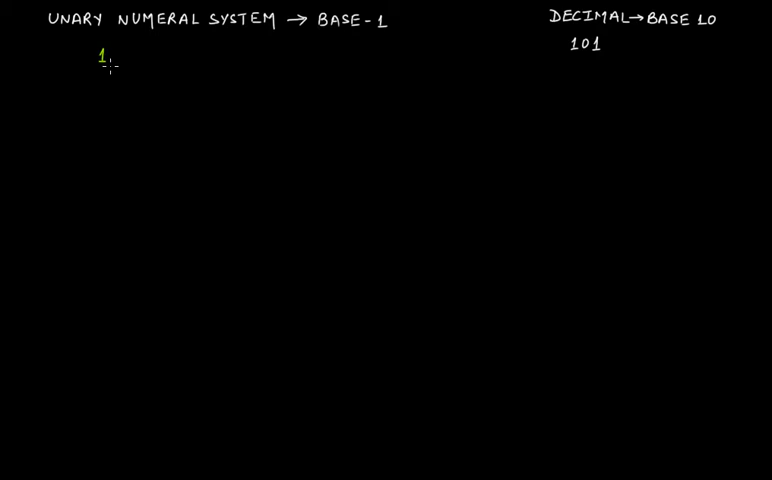 UNARY NUMERAL SYSTEM → BASE-1
1
DECIMAL→BASE 10
101